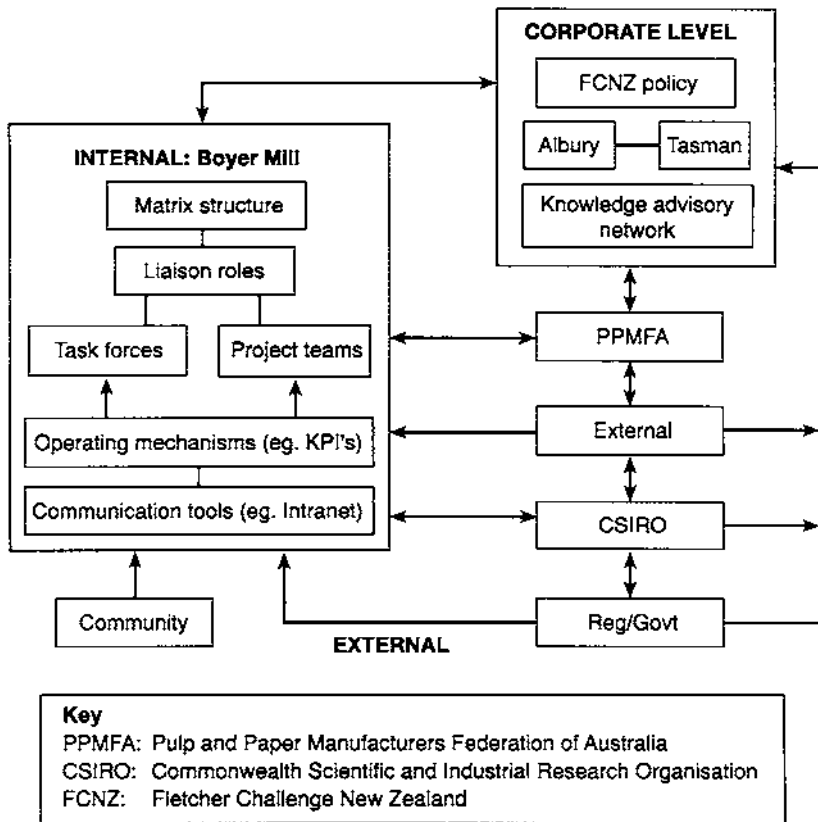 CORPORATE LEVEL
FCNZ policy
Albury
Tasman
Knowledge advisory
network
INTERNAL: Boyer Mill
Matrix structure
Liaison roles
Task forces
Project teams
Operating mechanisms (eg. KPI's)
Communication tools (eg. Intranet)
PPMFA
External
CSIRO
Reg/Govt
Community
EXTERNAL
Key
PPMFA: Pulp and Paper Manufacturers Federation of Australia
CSIRO: Commonwealth Scientific and Industrial Research Organisation
FCNZ: Fletcher Challenge New Zealand